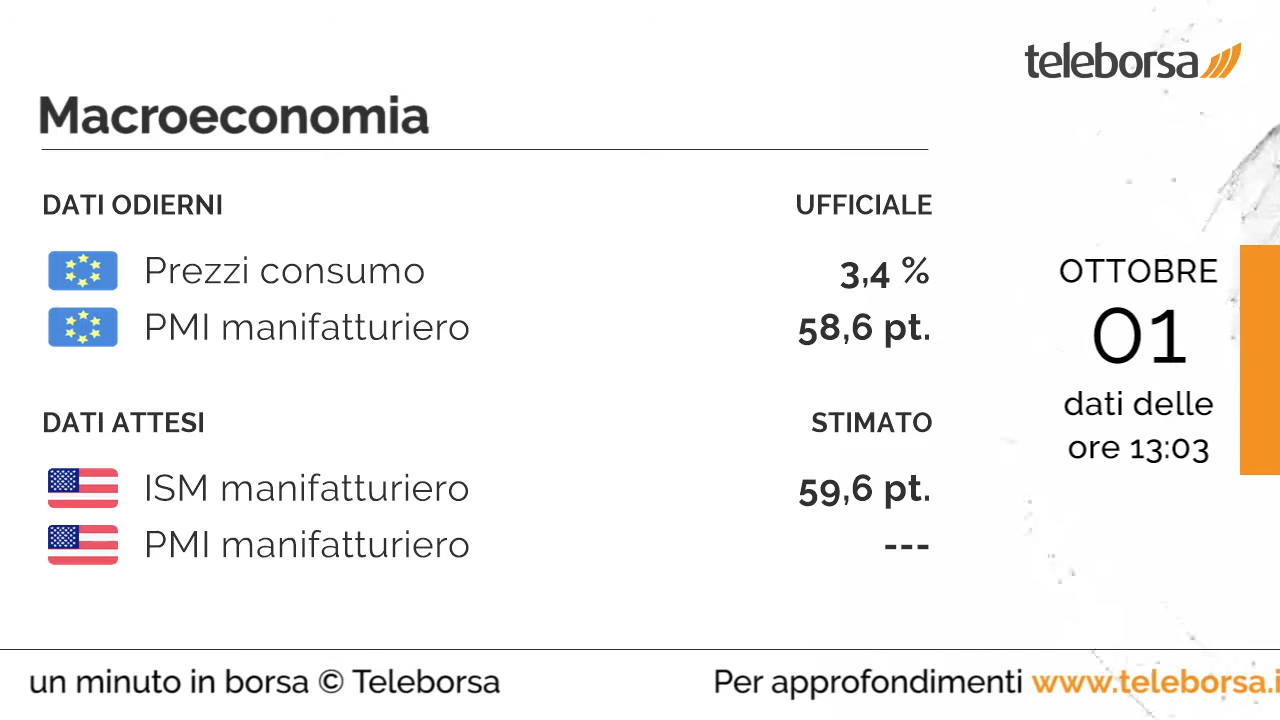 teleborsa
Macroeconomia
DATI ODIERNI UFFICIALE
Prezzi consumo 3,4 %
PMI manifatturiero 58,6 pt.
DATI ATTESI STIMATO
ISM manifatturiero 59,6 pt.
PMI manifatturiero ---
OTTOBRE
01
dati delle
ore 13:03
un minuto in borsa © Teleborsa Per approfondimenti www.teleborsa.i